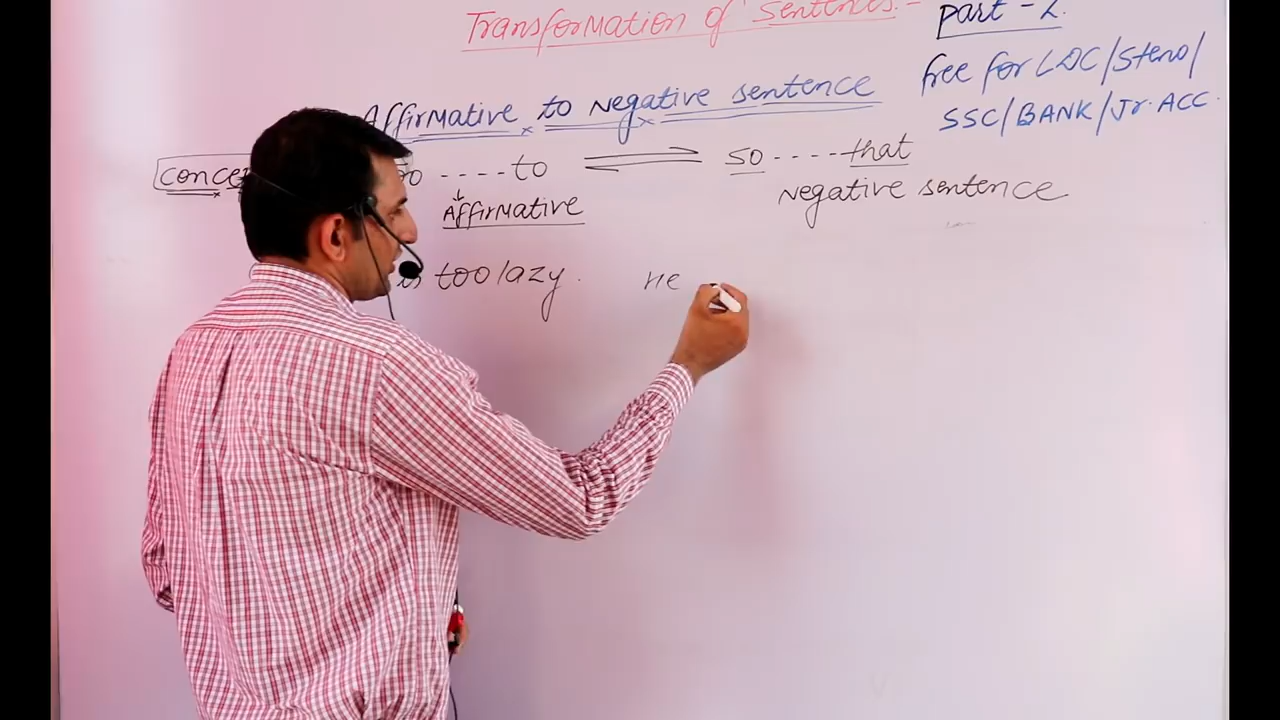 Transformation of Sentences:- part-2.
free for LDC/Steno/
SSC/BANK/Jr. ACC.
Affirmative to Negative sentence
to ⇌ so ----- that
Affirmative
negative sentence
is too lazy. He